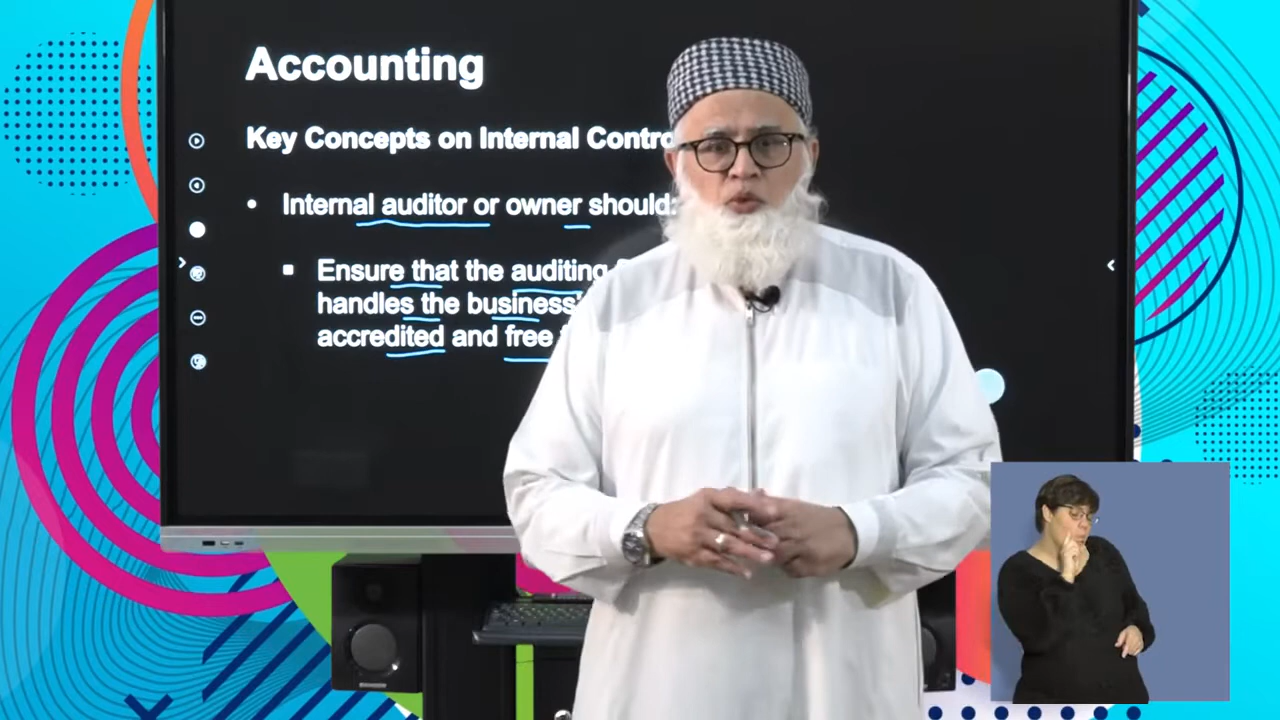 Accounting
Key Concepts on Internal Contro
• Internal auditor or owner should:
▪ Ensure that the auditing
handles the business'
accredited and free